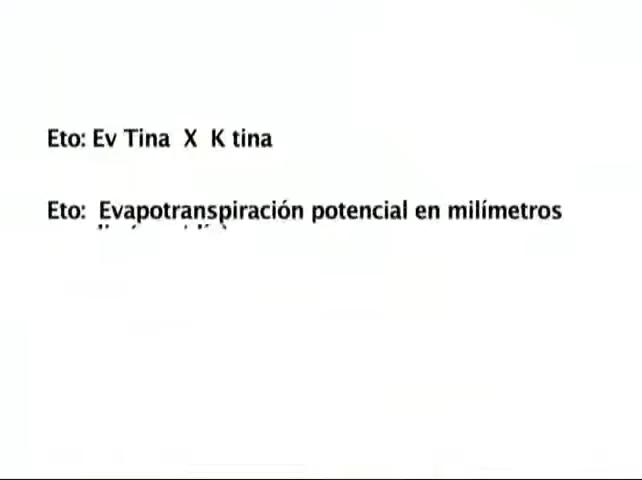 Eto: Ev Tina X K tina
Eto: Evapotranspiración potencial en milímetros